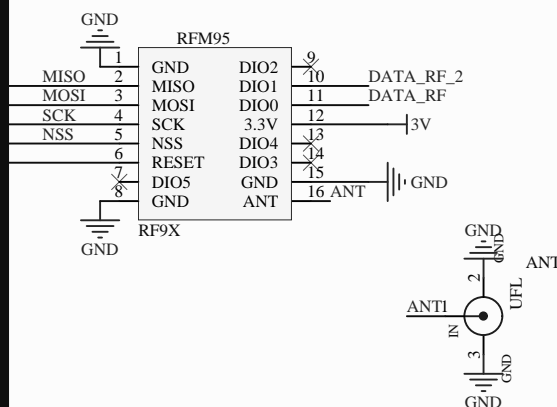 GND
RFM95
1 GND DIO2 9
MISO 2 MISO DIO1 10 DATA_RF_2
MOSI 3 MOSI DIO0 11 DATA_RF
SCK 4 SCK 3.3V 12 3V
NSS 5 NSS DIO4 13
6 RESET DIO3 14
7 DIO5 GND 15 GND
8 GND ANT 16 ANT
GND
RF9X
GND
GND
ANT
2
UFL
ANT1
IN
3
GND
GND